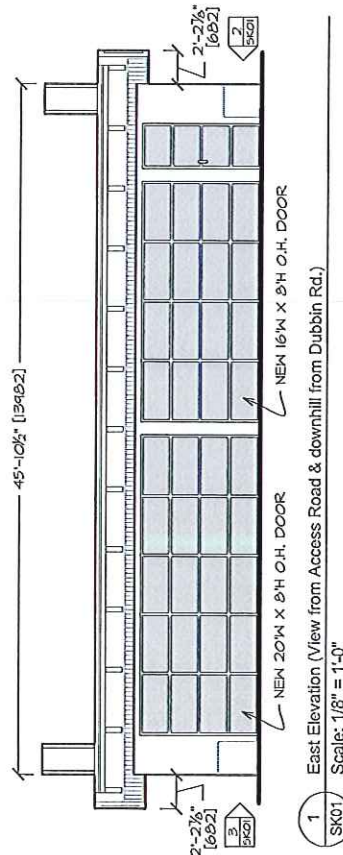 45'-10½" [13982]
2'-2⅞"
[682]
2
SK01
2'-2⅞"
[682]
3
SK01
NEW 20'W X 8'H O.H. DOOR
NEW 16'W X 8'H O.H. DOOR
1
SK01
East Elevation (View from Access Road & downhill from Dubbin Rd.)
Scale: 1/8" = 1'-0"